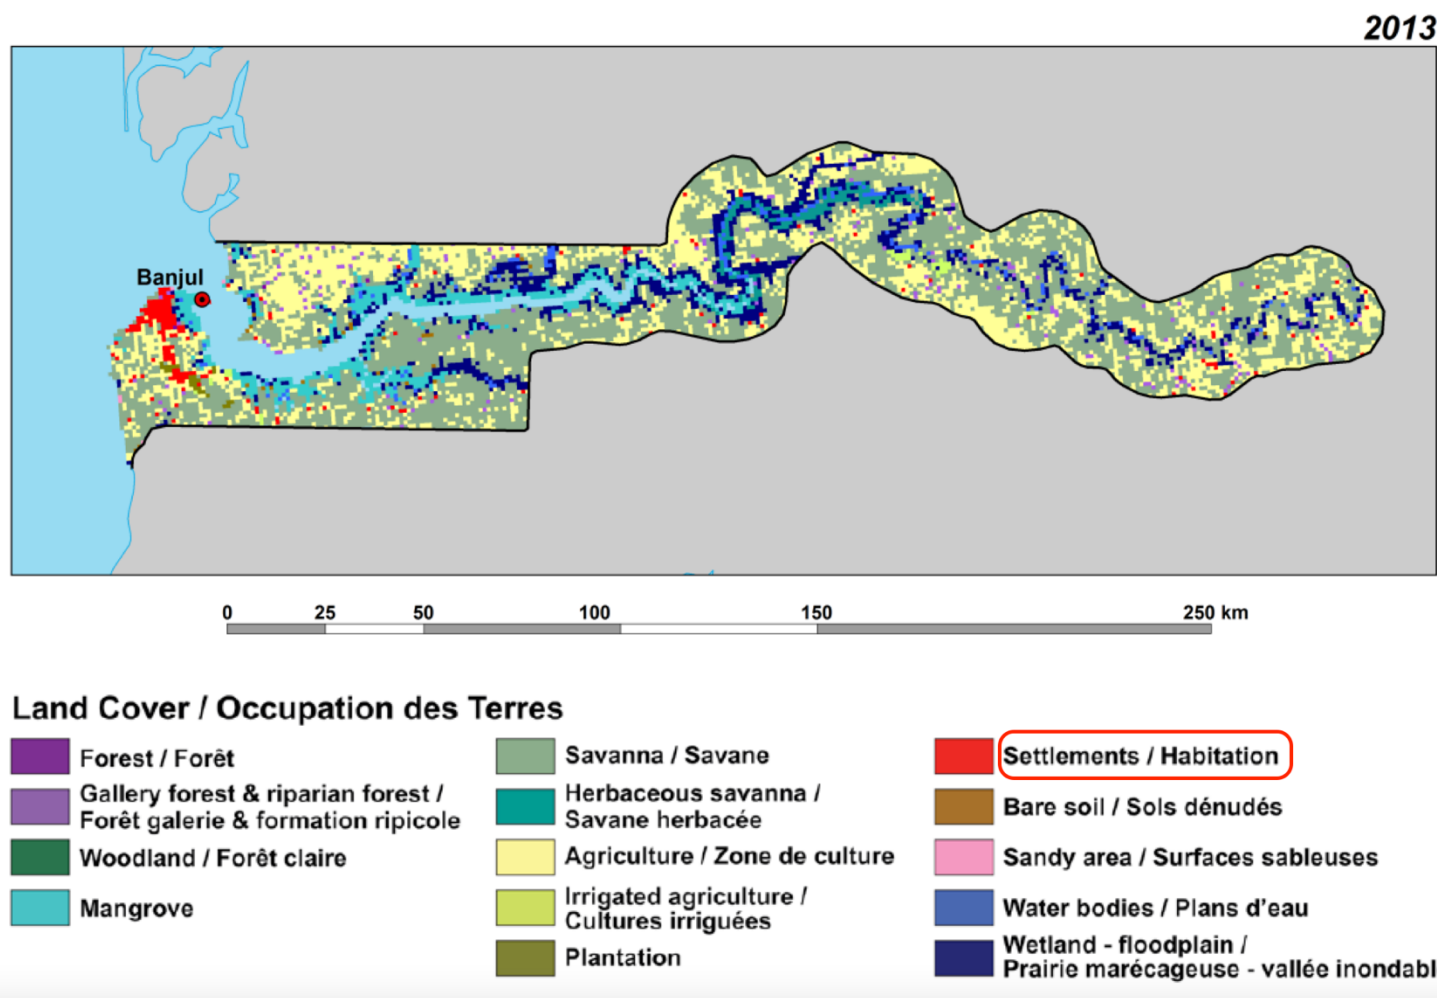 2013
Banjul
0 25 50 100 150 250 km
Land Cover / Occupation des Terres
Forest / Forêt
Gallery forest & riparian forest /
Forêt galerie & formation ripicole
Woodland / Forêt claire
Mangrove
Savanna / Savane
Herbaceous savanna /
Savane herbacée
Agriculture / Zone de culture
Irrigated agriculture /
Cultures irriguées
Plantation
Settlements / Habitation
Bare soil / Sols dénudés
Sandy area / Surfaces sableuses
Water bodies / Plans d'eau
Wetland - floodplain /
Prairie marécageuse - vallée inondabl